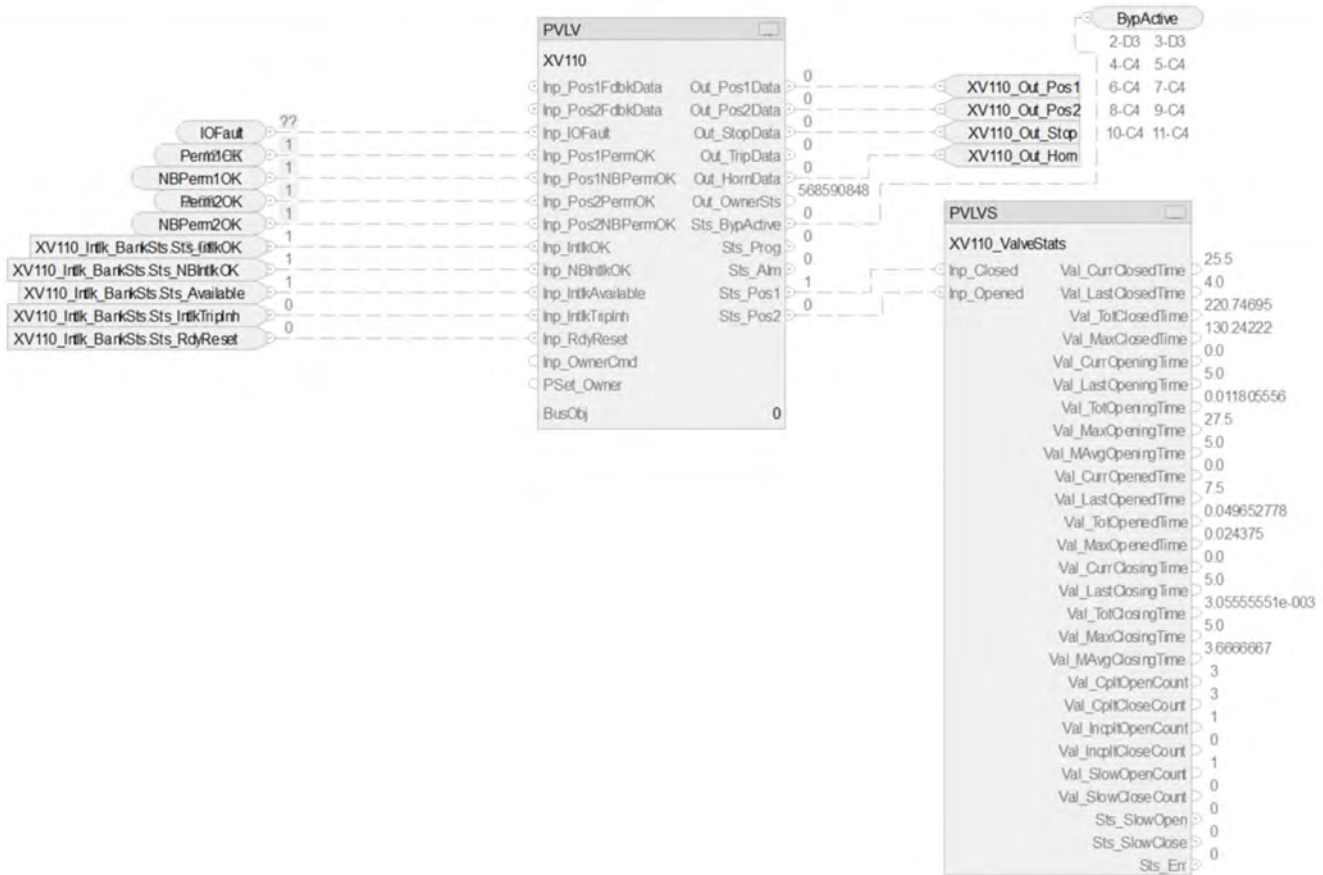 BypActive
2-D3 3-D3
4-C4 5-C4
6-C4 7-C4
8-C4 9-C4
10-C4 11-C4
PVLV
XV110
Inp_Pos1FdbkData
Inp_Pos2FdbkData
Inp_IOFault
Inp_Pos1PermOK
Inp_Pos1NBPermOK
Inp_Pos2PermOK
Inp_Pos2NBPermOK
Inp_IntlkOK
Inp_NBIntlkOK
Inp_IntlkAvailable
Inp_IntlkTripInh
Inp_RdyReset
Inp_OwnerCmd
PSet_Owner
BusObj 0
Out_Pos1Data 0
Out_Pos2Data 0
Out_StopData 0
Out_TripData 0
Out_HornData 0
Out_OwnerSts 568590848
Sts_BypActive 0
Sts_Prog 0
Sts_Alm 0
Sts_Pos1 1
Sts_Pos2 0
IOFault ??
Perm1OK 1
NBPerm1OK 1
Perm2OK 1
NBPerm2OK 1
XV110_Intlk_BankSts.Sts_IntlkOK 1
XV110_Intlk_BankSts.Sts_NBIntlkOK 1
XV110_Intlk_BankSts.Sts_Available 1
XV110_Intlk_BankSts.Sts_IntlkTripInh 0
XV110_Intlk_BankSts.Sts_RdyReset 0
XV110_Out_Pos1
XV110_Out_Pos2
XV110_Out_Stop
XV110_Out_Horn
PVLVS
XV110_ValveStats
Inp_Closed
Inp_Opened
Val_CurrClosedTime 25.5
Val_LastClosedTime 4.0
Val_TotClosedTime 220.74695
Val_MaxClosedTime 130.24222
Val_CurrOpeningTime 0.0
Val_LastOpeningTime 5.0
Val_TotOpeningTime 0.011805556
Val_MaxOpeningTime 27.5
Val_MAvgOpeningTime 5.0
Val_CurrOpenedTime 0.0
Val_LastOpenedTime 7.5
Val_TotOpenedTime 0.049652778
Val_MaxOpenedTime 0.024375
Val_CurrClosingTime 0.0
Val_LastClosingTime 5.0
Val_TotClosingTime 3.05555551e-003
Val_MaxClosingTime 5.0
Val_MAvgClosingTime 3.6666667
Val_CpltOpenCount 3
Val_CpltCloseCount 3
Val_IncpltOpenCount 1
Val_IncpltCloseCount 0
Val_SlowOpenCount 1
Val_SlowCloseCount 0
Sts_SlowOpen 0
Sts_SlowClose 0
Sts_Err 0